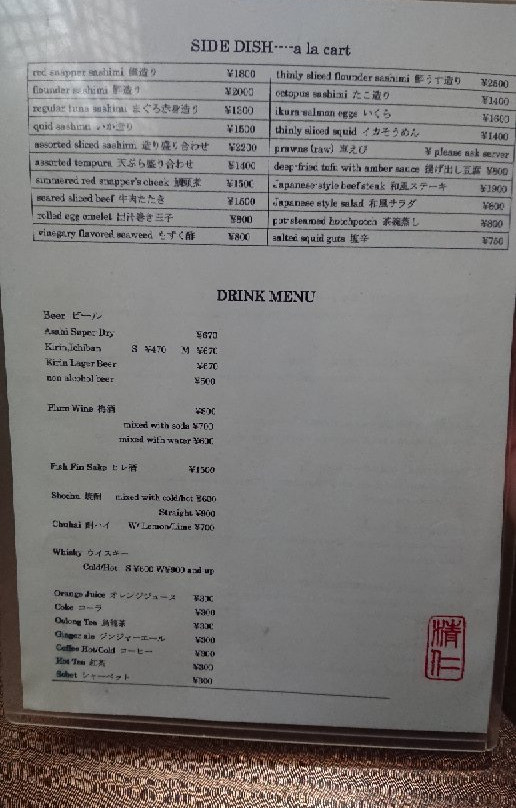 SIDE DISH----a la cart
red snapper sashimi 鯛造り ¥1800
flounder sashimi 鮃造り ¥2000
regular tuna sashimi まぐろ赤身造り ¥1300
quid sashimi いか造り ¥1500
assorted sliced sashimi 造り盛り合わせ ¥2200
assorted tempura 天ぷら盛り合わせ ¥1400
simmered red snapper's cheek ¥1500
seared sliced beef 牛肉たたき ¥1500
rolled egg omelet 出汁巻き玉子 ¥800
vinegary flavored seaweed もずく酢 ¥800
thinly sliced flounder sashimi 鮃うす造り ¥2500
octopus sashimi たこ造り ¥1400
ikura salmon eggs いくら ¥1600
thinly sliced squid イカそうめん ¥1400
prawns (raw) 車えび ¥ please ask server
deep-fried tofu with amber sauce 揚げ出し豆腐 ¥800
Japanese style beefsteak 和風ステーキ ¥1900
Japanese style salad 和風サラダ ¥800
pot-steamed hotchpotch 茶碗蒸し ¥800
salted squid guts 塩辛 ¥750
DRINK MENU
Beer ビール
Asahi Super Dry ¥670
Kirin Ichiban S ¥470 M ¥670
Kirin Lager Beer ¥670
non alcohol beer ¥500
Plum Wine 梅酒 ¥600
mixed with soda ¥700
mixed with water ¥600
Fish Fin Sake ヒレ酒 ¥1500
Shochu 焼酎 mixed with cold/hot ¥600
Straight ¥800
Chuhai 酎ハイ W/ Lemon/Lime ¥700
Whisky ウイスキー
Cold/Hot S ¥600 W¥900 and up
Orange Juice オレンジジュース ¥300
Coke コーラ ¥300
Oolong Tea 烏龍茶 ¥300
Ginger ale ジンジャーエール ¥300
Coffee Hot/Cold コーヒー ¥300
Hot Tea 紅茶 ¥300
Sobet シャーベット ¥300